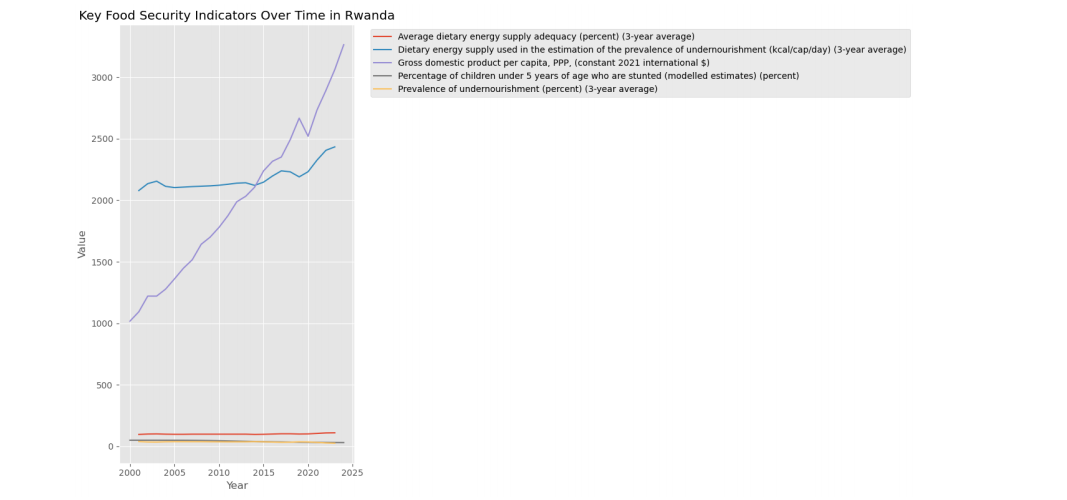 Key Food Security Indicators Over Time in Rwanda
Average dietary energy supply adequacy (percent) (3-year average)
Dietary energy supply used in the estimation of the prevalence of undernourishment (kcal/cap/day) (3-year average)
Gross domestic product per capita, PPP, (constant 2021 international $)
Percentage of children under 5 years of age who are stunted (modelled estimates) (percent)
Prevalence of undernourishment (percent) (3-year average)
3000
2500
2000
1500
1000
500
0
Value
2000 2005 2010 2015 2020 2025
Year